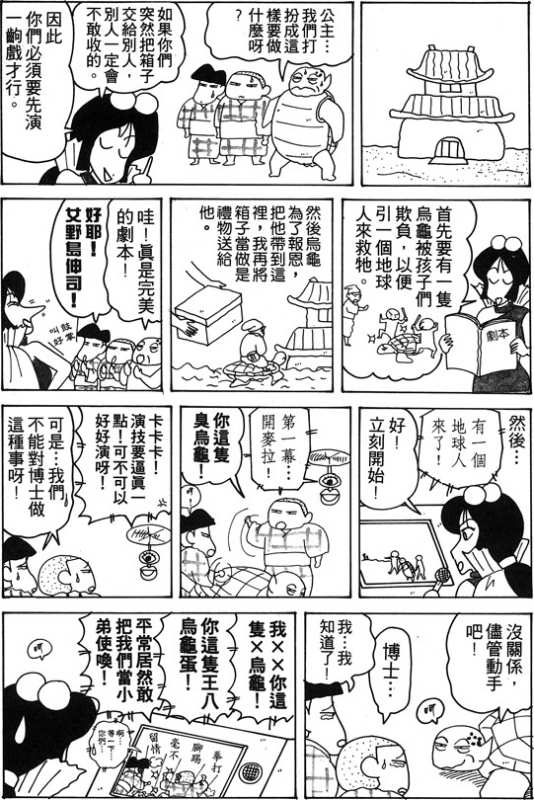 公主…
我們打
扮成這
樣要做
什麼呀
?
如果你們
突然把箱子
交給別人,
別人一定會
不敢收的。
因此
你們必須要先演
一齣戲才行。
首先要有一隻
烏龜被孩子們
欺負,以便
引一個地球
人來救牠。
劇本
然後烏龜
為了報恩,
把他帶到這
裡,我再將
箱子當做是
禮物送給
他。
哇!真是完美
的劇本!
好耶!
艾野島伸司!
叫鼓
好掌
然後…
有一個
地球人
來了!
好!
立刻開始!
第一幕…
開麥拉!
你這隻
臭烏龜!
卡卡卡!
演技要逼真一
點!可不可以
好好演呀!
可是…我們
不能對博士做
這種事呀!
沒關係,
儘管動手
吧!
博士…
我…我
知道了!
我××你這
隻×烏龜!
你這隻王八
烏龜蛋!
平常居然敢
把我們當小
弟使喚!
拳打
腳踢
毫不
留情
啊…
等一下
你們…